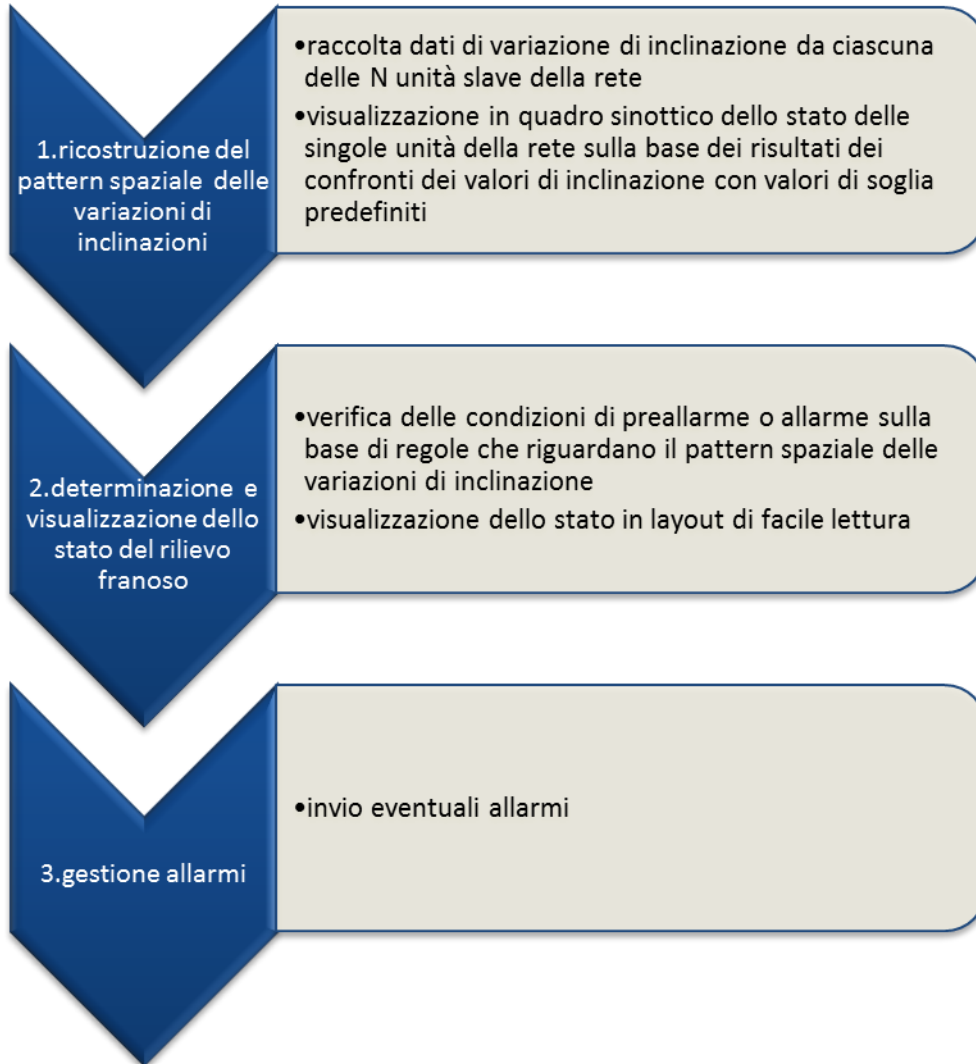 1.ricostruzione del
pattern spaziale delle
variazioni di
inclinazioni
•raccolta dati di variazione di inclinazione da ciascuna
delle N unità slave della rete
•visualizzazione in quadro sinottico dello stato delle
singole unità della rete sulla base dei risultati dei
confronti dei valori di inclinazione con valori di soglia
predefiniti
2.determinazione e
visualizzazione dello
stato del rilievo
franoso
•verifica delle condizioni di preallarme o allarme sulla
base di regole che riguardano il pattern spaziale delle
variazioni di inclinazione
•visualizzazione dello stato in layout di facile lettura
3.gestione allarmi
•invio eventuali allarmi